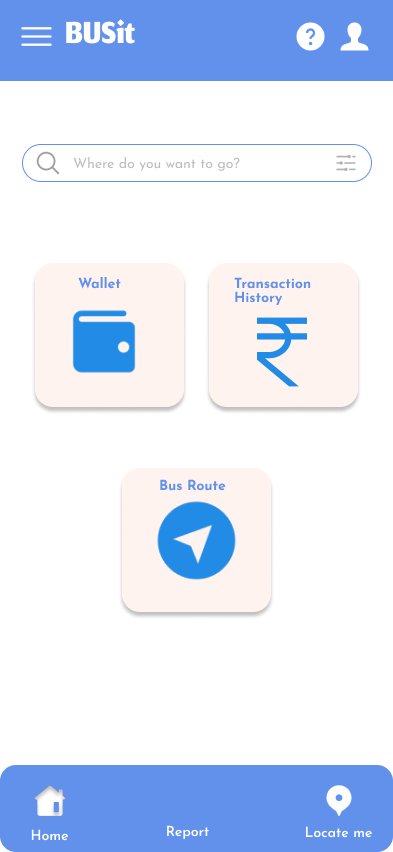 BUSit
?
Where do you want to go?
Wallet
Transaction
History
₹
Bus Route
Home
Report
Locate me